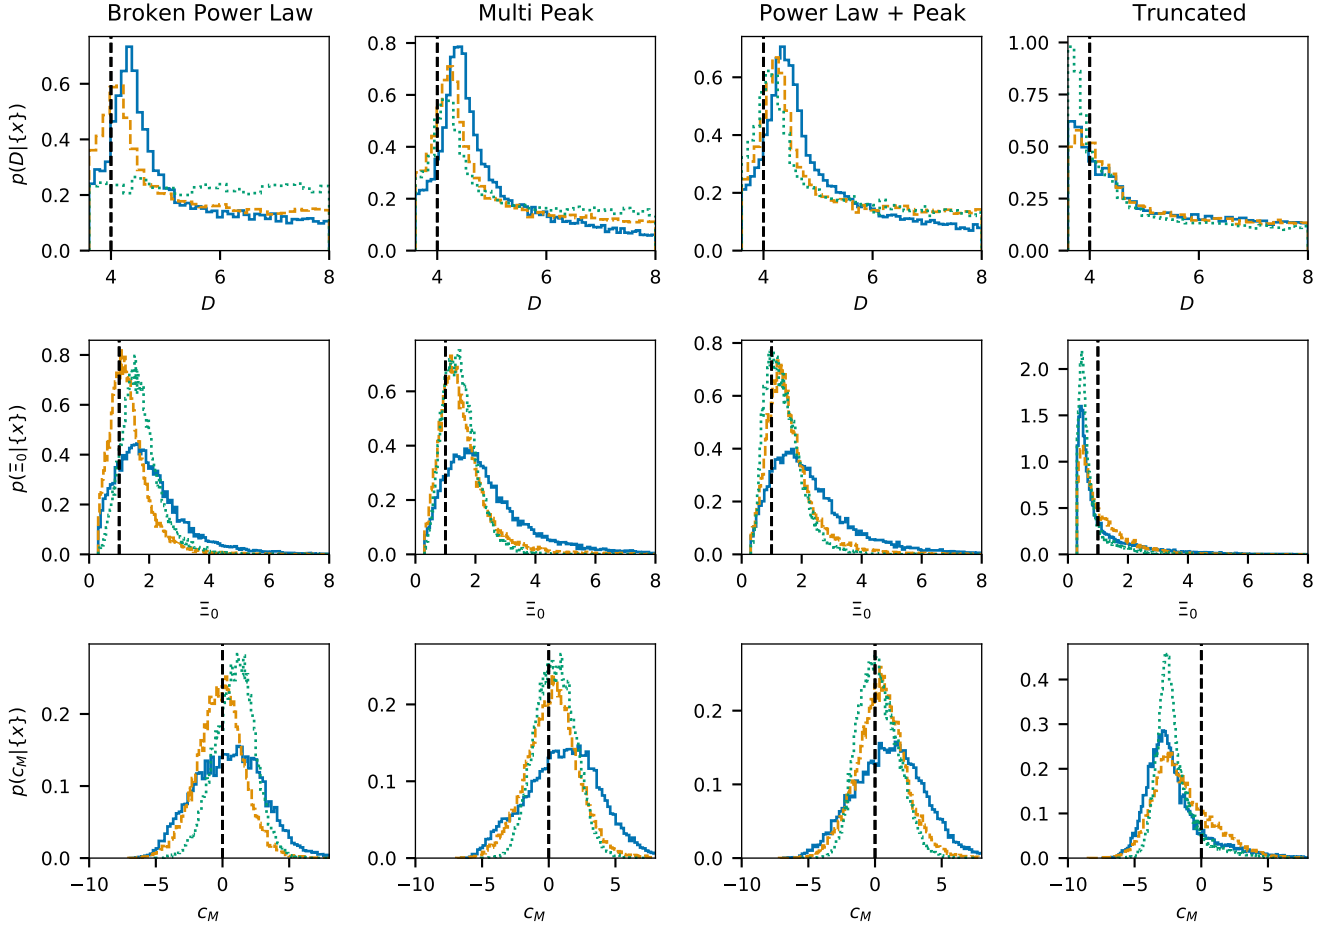 Broken Power Law
Multi Peak
Power Law + Peak
Truncated
p(D|{x})
0.0 0.2 0.4 0.6
4 6 8
D
0.0 0.2 0.4 0.6 0.8
4 6 8
D
0.0 0.2 0.4 0.6
4 6 8
D
0.00 0.25 0.50 0.75 1.00
4 6 8
D
p(Ξ₀|{x})
0.0 0.2 0.4 0.6 0.8
0 2 4 6 8
Ξ₀
0.0 0.2 0.4 0.6
0 2 4 6 8
Ξ₀
0.0 0.2 0.4 0.6 0.8
0 2 4 6 8
Ξ₀
0.0 0.5 1.0 1.5 2.0
0 2 4 6 8
Ξ₀
p(c_M|{x})
0.0 0.1 0.2
−10 −5 0 5
c_M
0.0 0.1 0.2
−10 −5 0 5
c_M
0.0 0.1 0.2
−10 −5 0 5
c_M
0.0 0.1 0.2 0.3 0.4
−10 −5 0 5
c_M